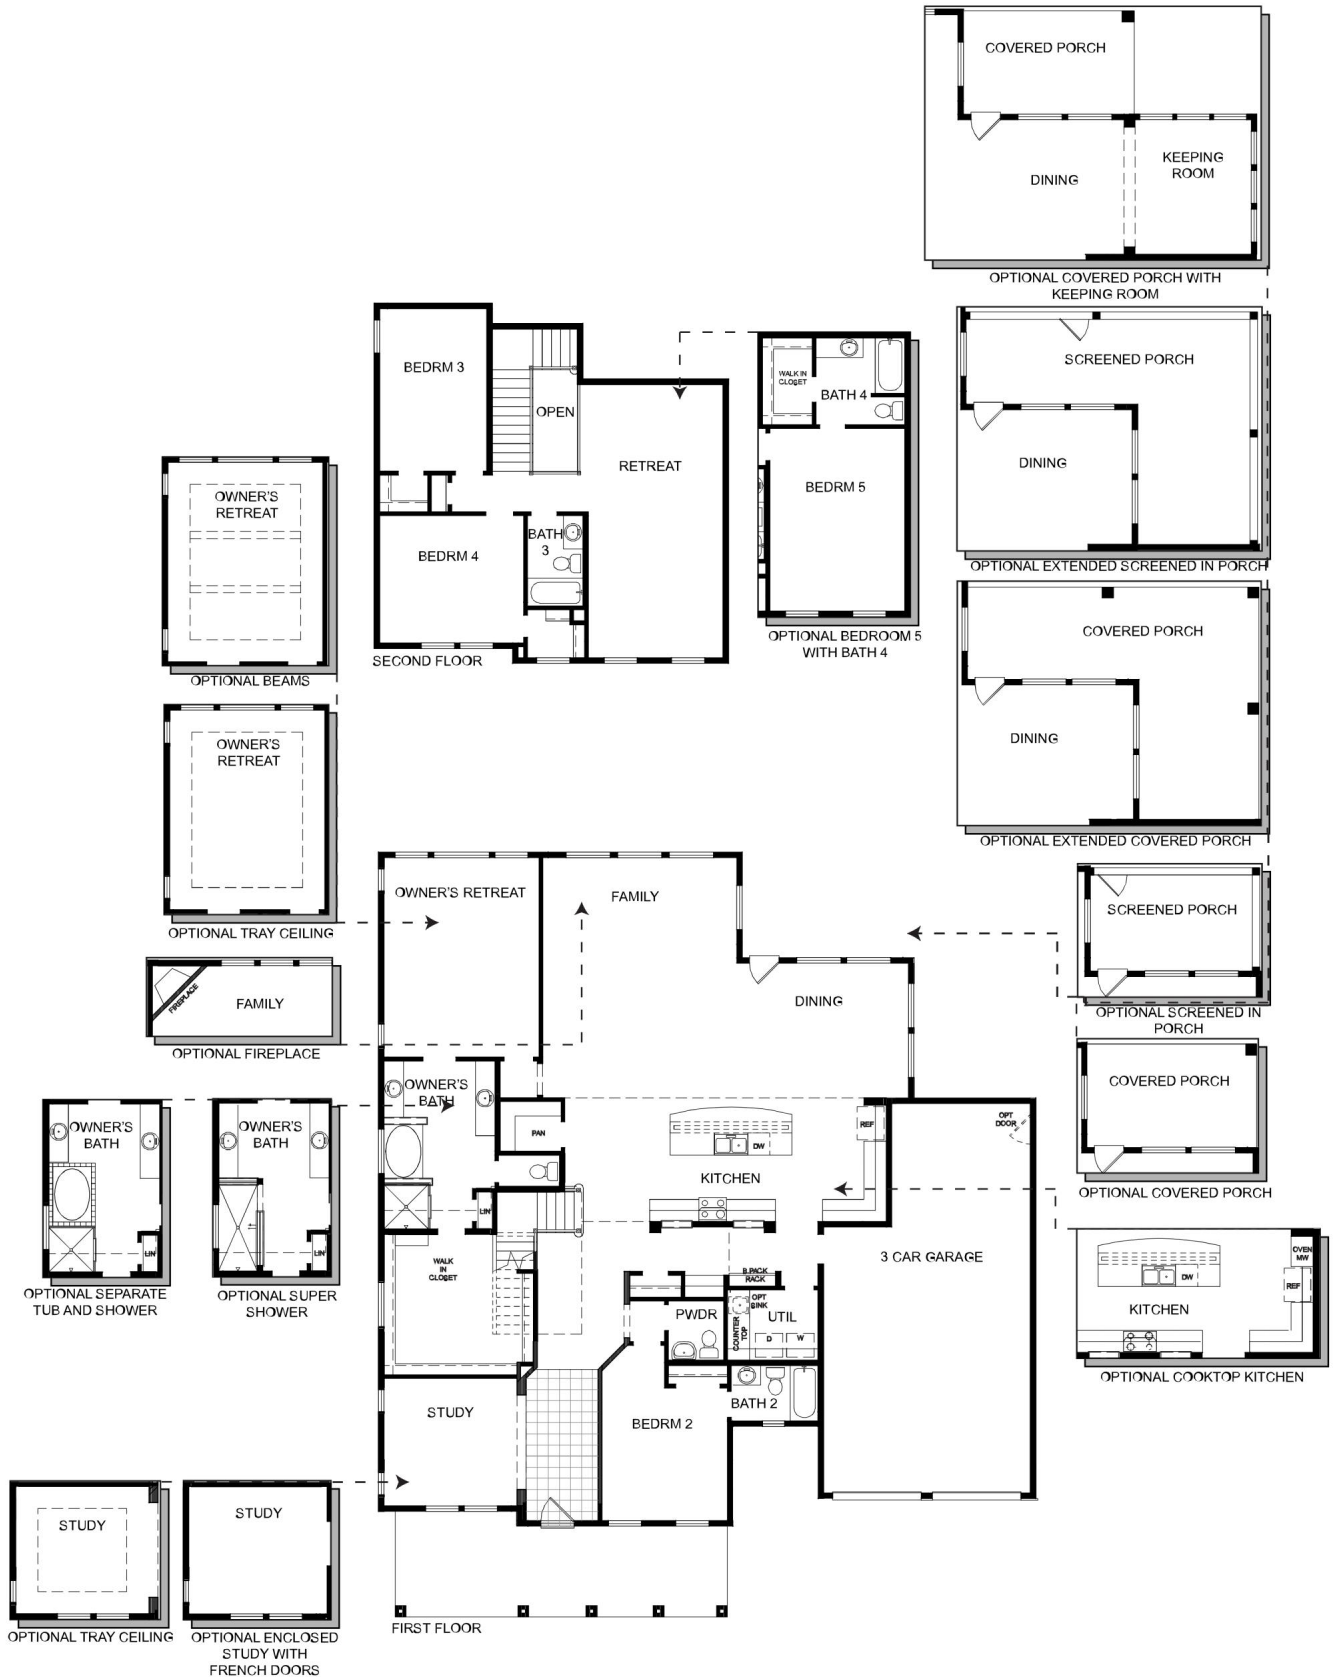 COVERED PORCH
DINING
KEEPING
ROOM
OPTIONAL COVERED PORCH WITH
KEEPING ROOM
BEDRM 3
OPEN
RETREAT
BATH
3
BEDRM 4
SECOND FLOOR
WALK IN
CLOSET
BATH 4
BEDRM 5
OPTIONAL BEDROOM 5
WITH BATH 4
SCREENED PORCH
DINING
OPTIONAL EXTENDED SCREENED IN PORCH
OWNER'S
RETREAT
OPTIONAL BEAMS
COVERED PORCH
DINING
OPTIONAL EXTENDED COVERED PORCH
OWNER'S
RETREAT
OPTIONAL TRAY CEILING
SCREENED PORCH
OPTIONAL SCREENED IN
PORCH
FIREPLACE
FAMILY
OPTIONAL FIREPLACE
COVERED PORCH
OPTIONAL COVERED PORCH
OWNER'S
BATH
LIN
OPTIONAL SEPARATE
TUB AND SHOWER
OWNER'S
BATH
LIN
OPTIONAL SUPER
SHOWER
OWNER'S RETREAT
FAMILY
DINING
OWNER'S
BATH
PAN
LIN
DW
REF
KITCHEN
OPT
DOOR
3 CAR GARAGE
WALK
IN
CLOSET
B.PACK
RACK
OPT
SINK
COUNTER
TOP
UTIL
D
W
PWDR
BATH 2
BEDRM 2
STUDY
FIRST FLOOR
OVEN
MW
REF
DW
KITCHEN
OPTIONAL COOKTOP KITCHEN
STUDY
OPTIONAL TRAY CEILING
STUDY
OPTIONAL ENCLOSED
STUDY WITH
FRENCH DOORS